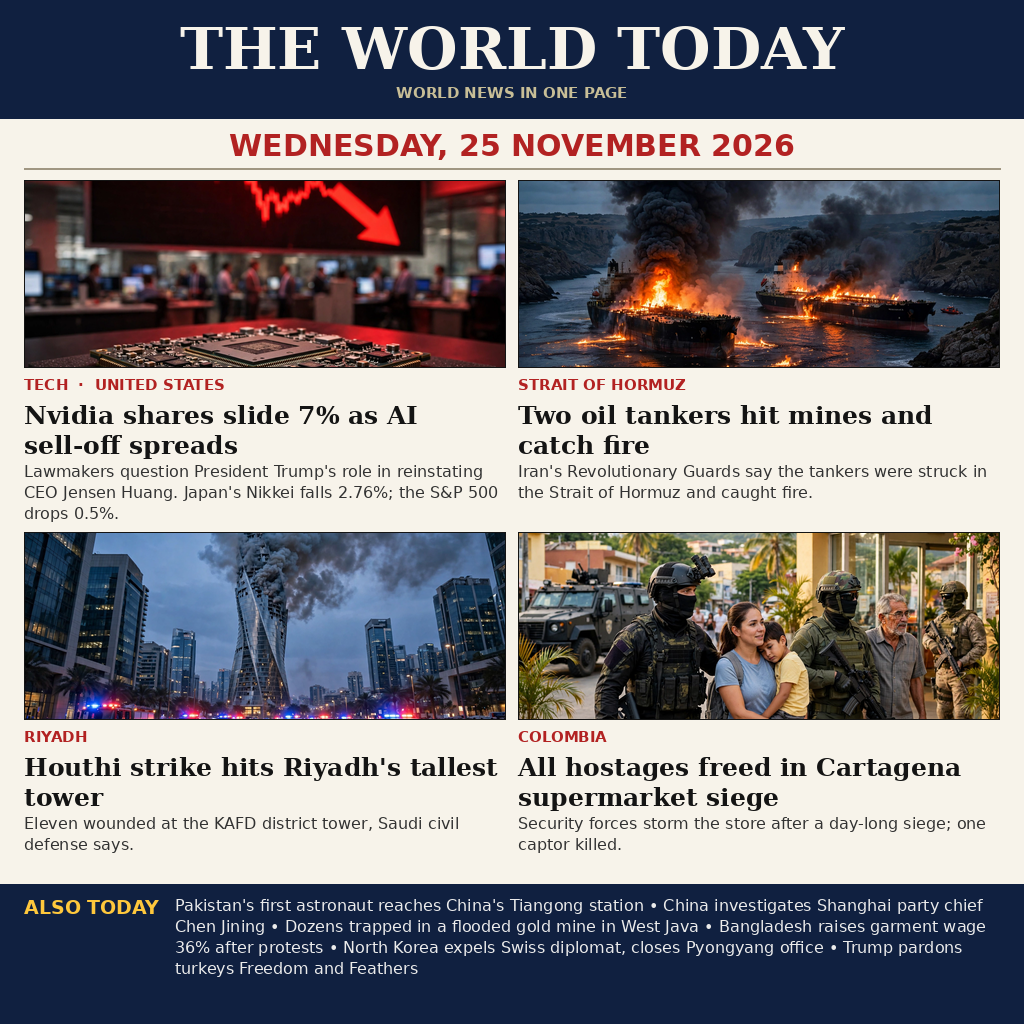 THE WORLD TODAY
WORLD NEWS IN ONE PAGE
WEDNESDAY, 25 NOVEMBER 2026
TECH · UNITED STATES
Nvidia shares slide 7% as AI
sell-off spreads
Lawmakers question President Trump's role in reinstating
CEO Jensen Huang. Japan's Nikkei falls 2.76%; the S&P 500
drops 0.5%.
STRAIT OF HORMUZ
Two oil tankers hit mines and
catch fire
Iran's Revolutionary Guards say the tankers were struck in
the Strait of Hormuz and caught fire.
RIYADH
Houthi strike hits Riyadh's tallest
tower
Eleven wounded at the KAFD district tower, Saudi civil
defense says.
COLOMBIA
All hostages freed in Cartagena
supermarket siege
Security forces storm the store after a day-long siege; one
captor killed.
ALSO TODAY
Pakistan's first astronaut reaches China's Tiangong station • China investigates Shanghai party chief
Chen Jining • Dozens trapped in a flooded gold mine in West Java • Bangladesh raises garment wage
36% after protests • North Korea expels Swiss diplomat, closes Pyongyang office • Trump pardons
turkeys Freedom and Feathers